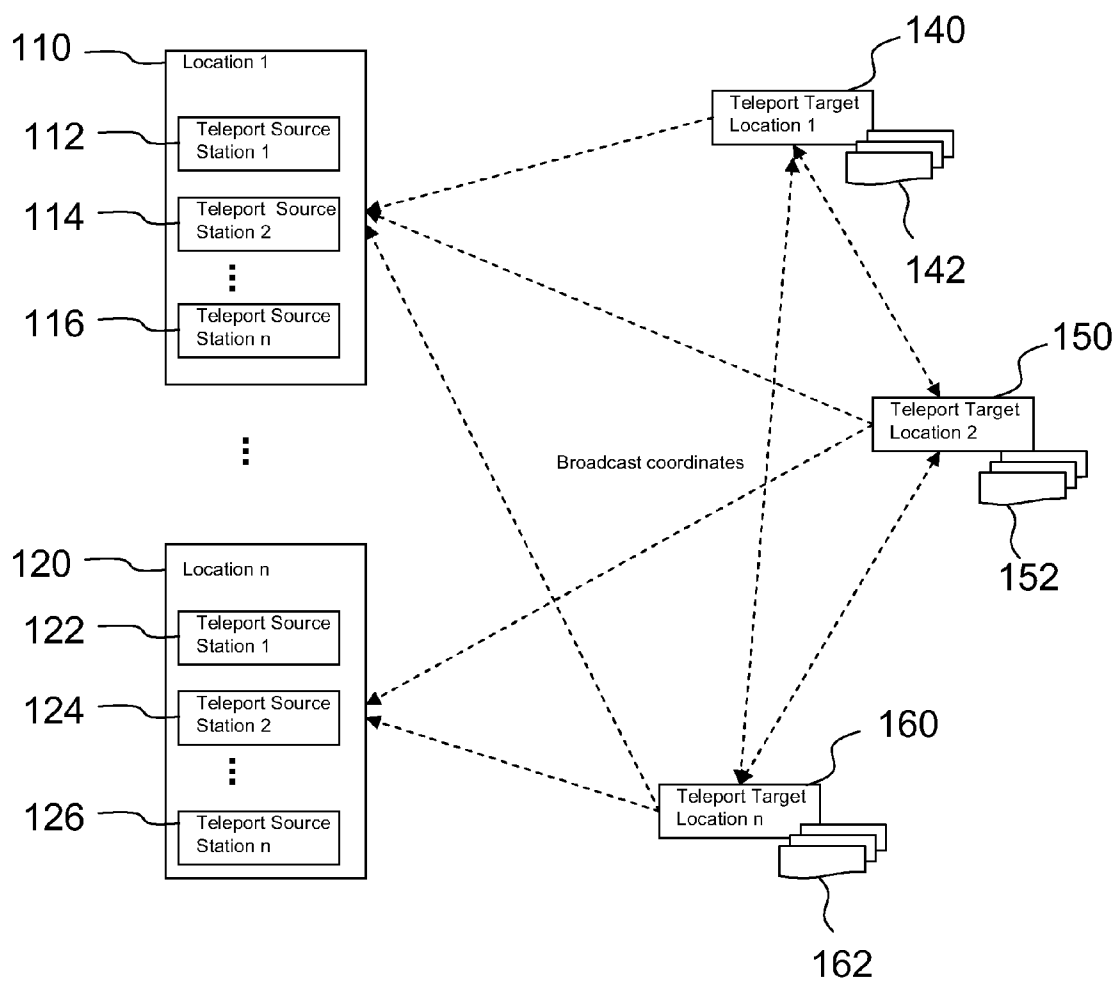 110
Location 1
112
Teleport Source
Station 1
114
Teleport Source
Station 2
116
Teleport Source
Station n
140
Teleport Target
Location 1
142
150
Teleport Target
Location 2
152
Broadcast coordinates
120
Location n
122
Teleport Source
Station 1
124
Teleport Source
Station 2
126
Teleport Source
Station n
160
Teleport Target
Location n
162